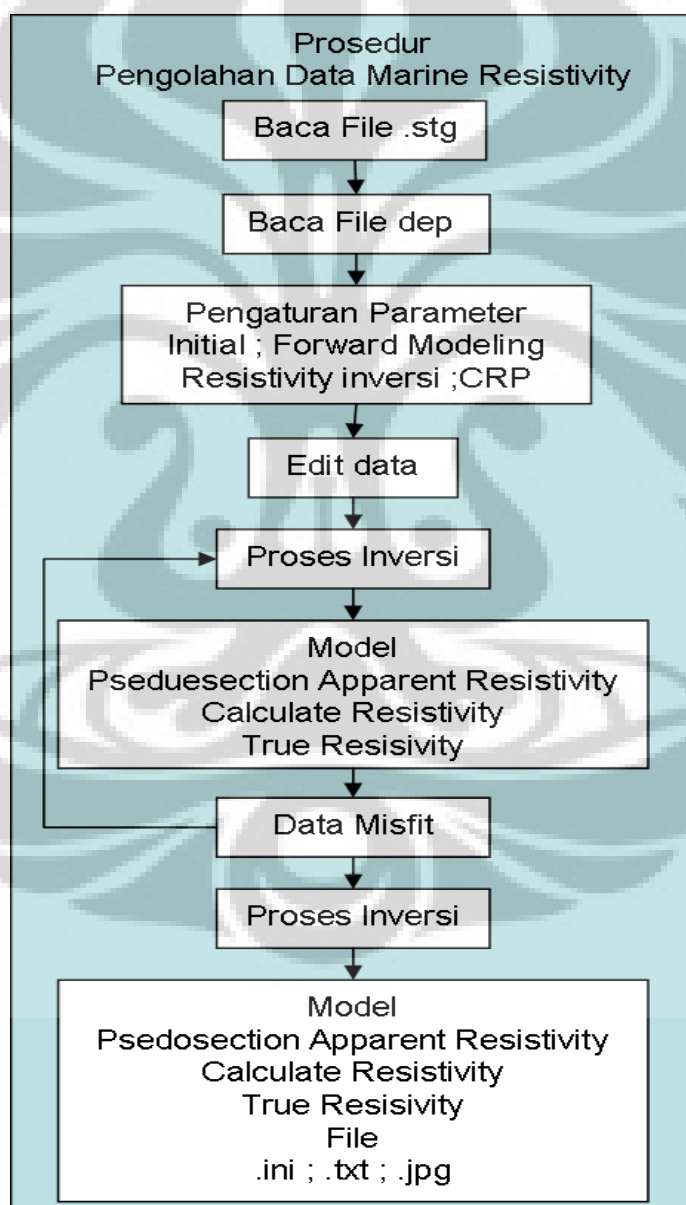 Prosedur
Pengolahan Data Marine Resistivity
Baca File .stg
Baca File dep
Pengaturan Parameter
Initial ; Forward Modeling
Resistivity inversi ;CRP
Edit data
Proses Inversi
Model
Pseduesection Apparent Resistivity
Calculate Resistivity
True Resisivity
Data Misfit
Proses Inversi
Model
Psedosection Apparent Resistivity
Calculate Resistivity
True Resisivity
File
.ini ; .txt ; .jpg